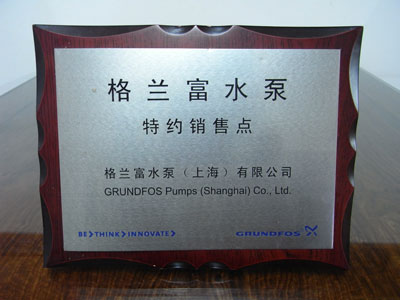 格兰富水泵
特约销售点
格兰富水泵（上海）有限公司
GRUNDFOS Pumps (Shanghai) Co., Ltd.
BE>THINK>INNOVATE> GRUNDFOS